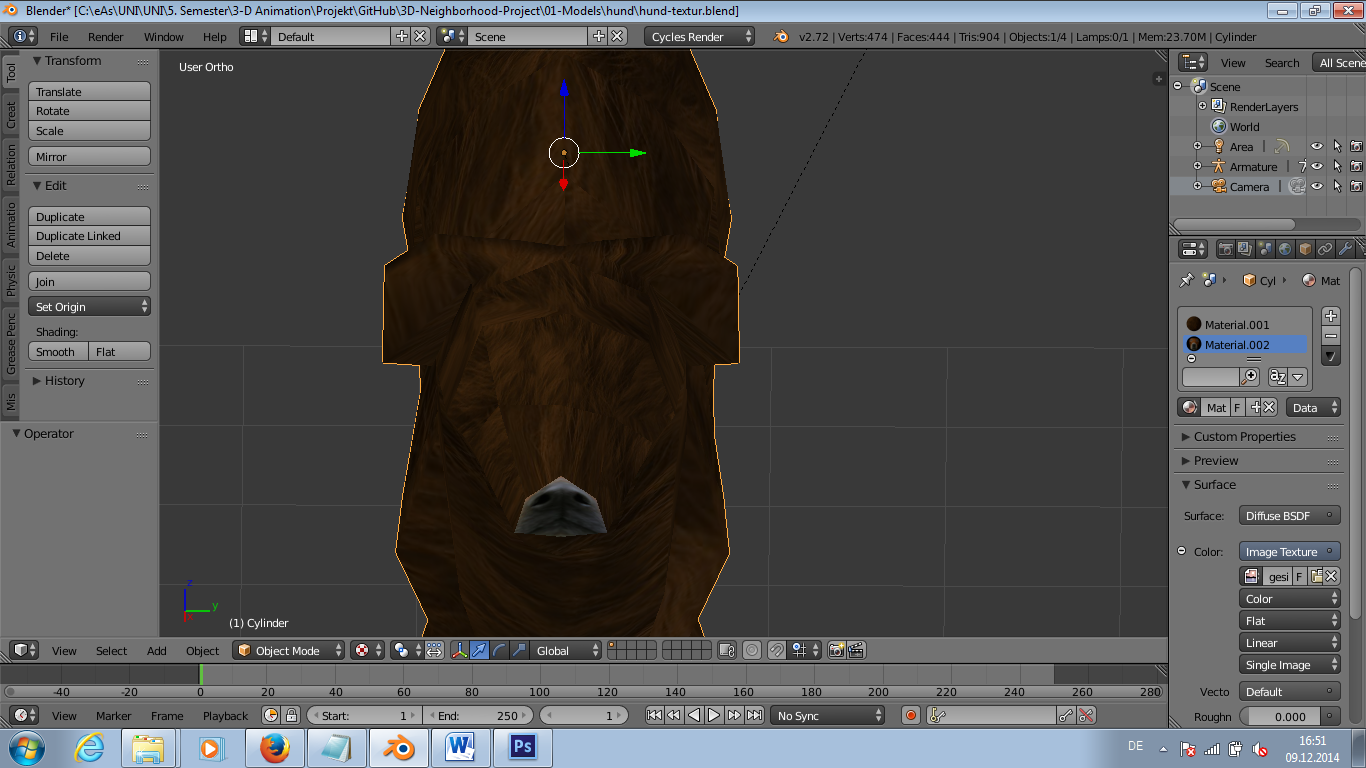 Blender* [C:\eAs\UNI\UNI\5. Semester\3-D Animation\Projekt\GitHub\3D-Neighborhood-Project\01-Models\hund\hund-textur.blend]
File Render Window Help Default Scene Cycles Render v2.72 | Verts:474 | Faces:444 | Tris:904 | Objects:1/4 | Lamps:0/1 | Mem:23.70M | Cylinder
Tool
Creat
Relation
Animatio
Physic
Grease Penc
Mis
Transform
Translate
Rotate
Scale
Mirror
Edit
Duplicate
Duplicate Linked
Delete
Join
Set Origin
Shading:
Smooth Flat
History
Operator
User Ortho
z
y
(1) Cylinder
View Search All Scene
Scene
RenderLayers
World
Area
Armature
Camera
Cyl Mat
Material.001
Material.002
Mat F Data
Custom Properties
Preview
Surface
Surface: Diffuse BSDF
Color: Image Texture
gesi F
Color
Flat
Linear
Single Image
Vecto Default
Roughn 0.000
View Select Add Object Object Mode Global
-40 -20 0 20 40 60 80 100 120 140 160 180 200 220 240 260 280
View Marker Frame Playback Start: 1 End: 250 1 No Sync
W Ps DE 16:51
09.12.2014